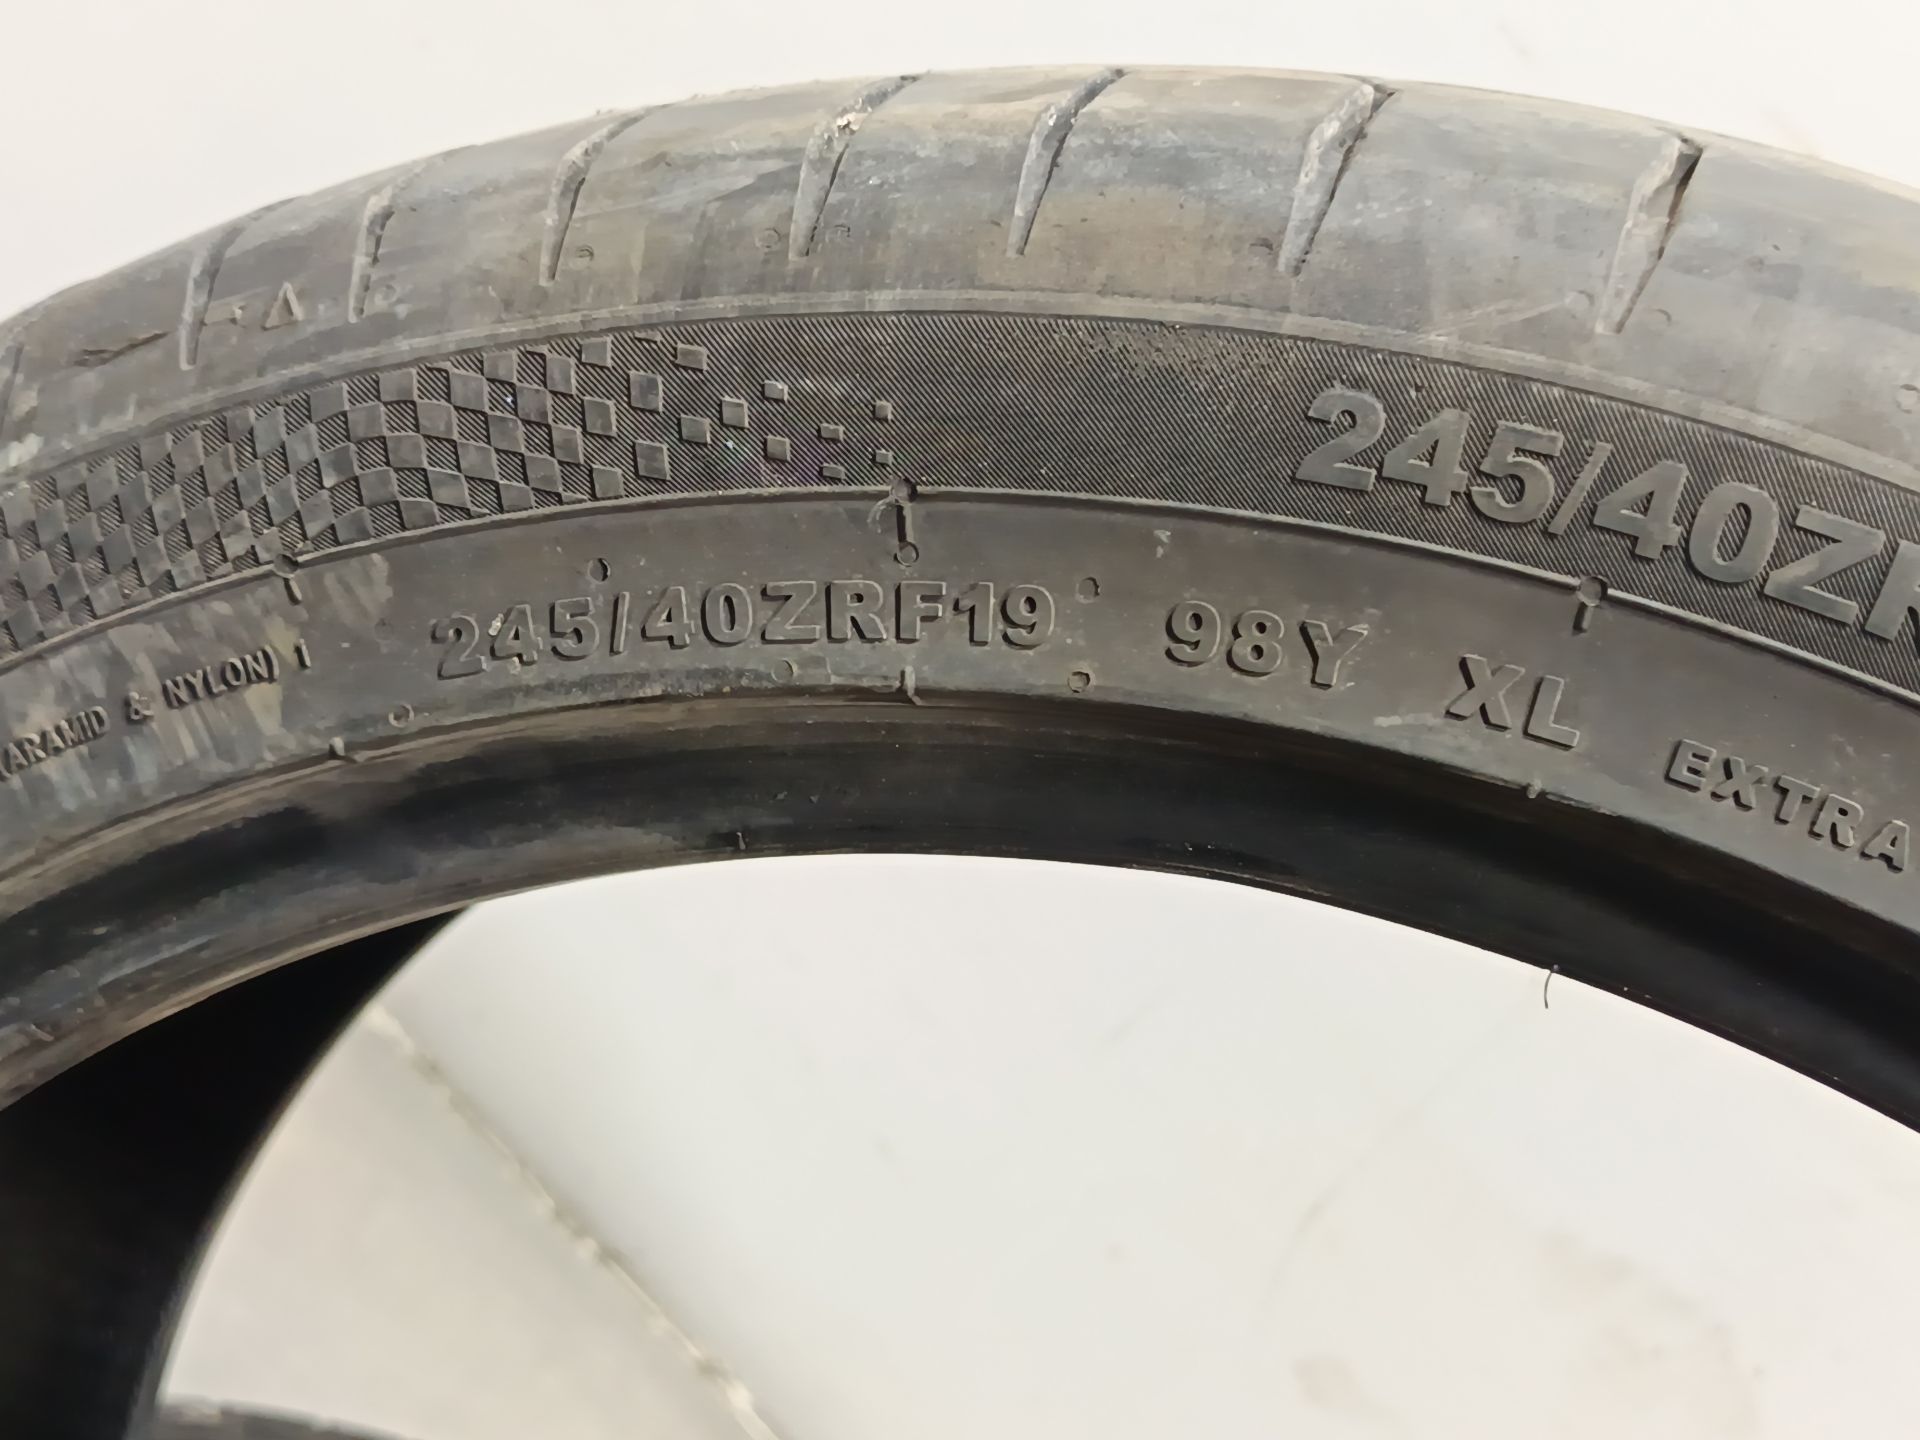 245/40ZR
(ARAMID & NYLON) 1 245/40ZRF19 98Y XL EXTRA